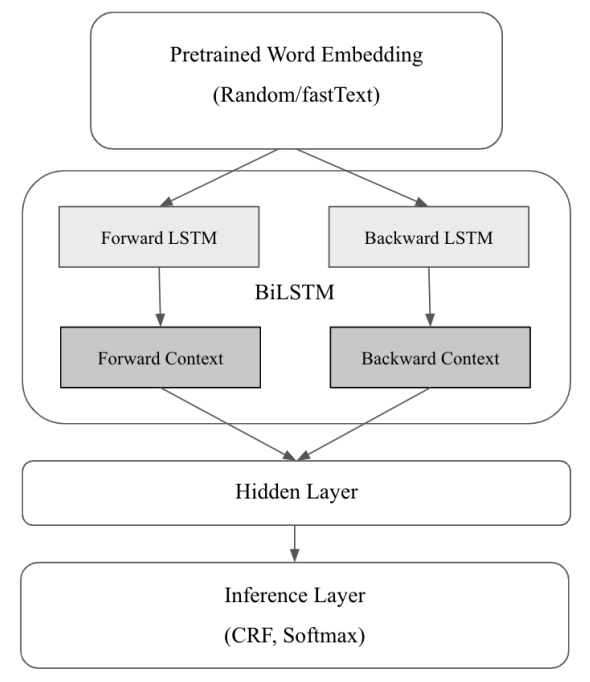 Pretrained Word Embedding
(Random/fastText)
Forward LSTM
Backward LSTM
BiLSTM
Forward Context
Backward Context
Hidden Layer
Inference Layer
(CRF, Softmax)